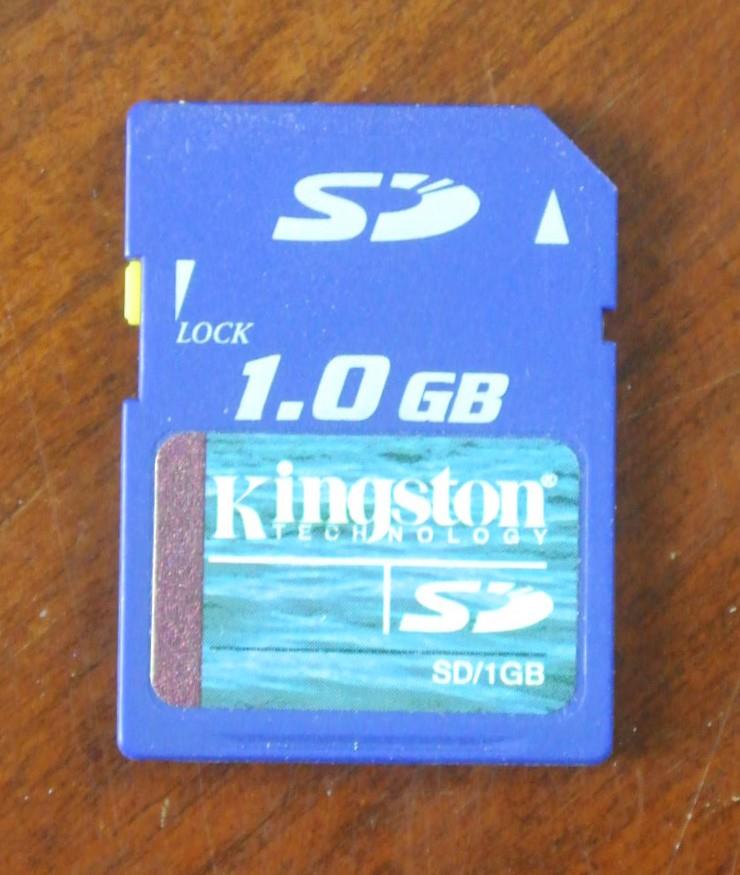 SD
LOCK
1.0 GB
Kingston®
TECHNOLOGY
SD
SD/1GB